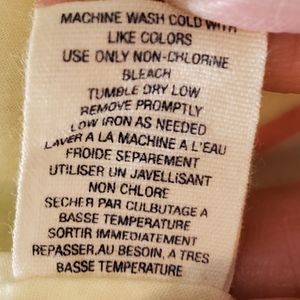 MACHINE WASH COLD WITH
LIKE COLORS
USE ONLY NON-CHLORINE
BLEACH
TUMBLE DRY LOW
REMOVE PROMPTLY
LOW IRON AS NEEDED
LAVER A LA MACHINE A L'EAU
FROIDE SEPAREMENT
UTILISER UN JAVELLISANT
NON CHLORE
SECHER PAR CULBUTAGE A
BASSE TEMPERATURE
SORTIR IMMEDIATEMENT
REPASSER,AU BESOIN, A TRES
BASSE TEMPERATURE